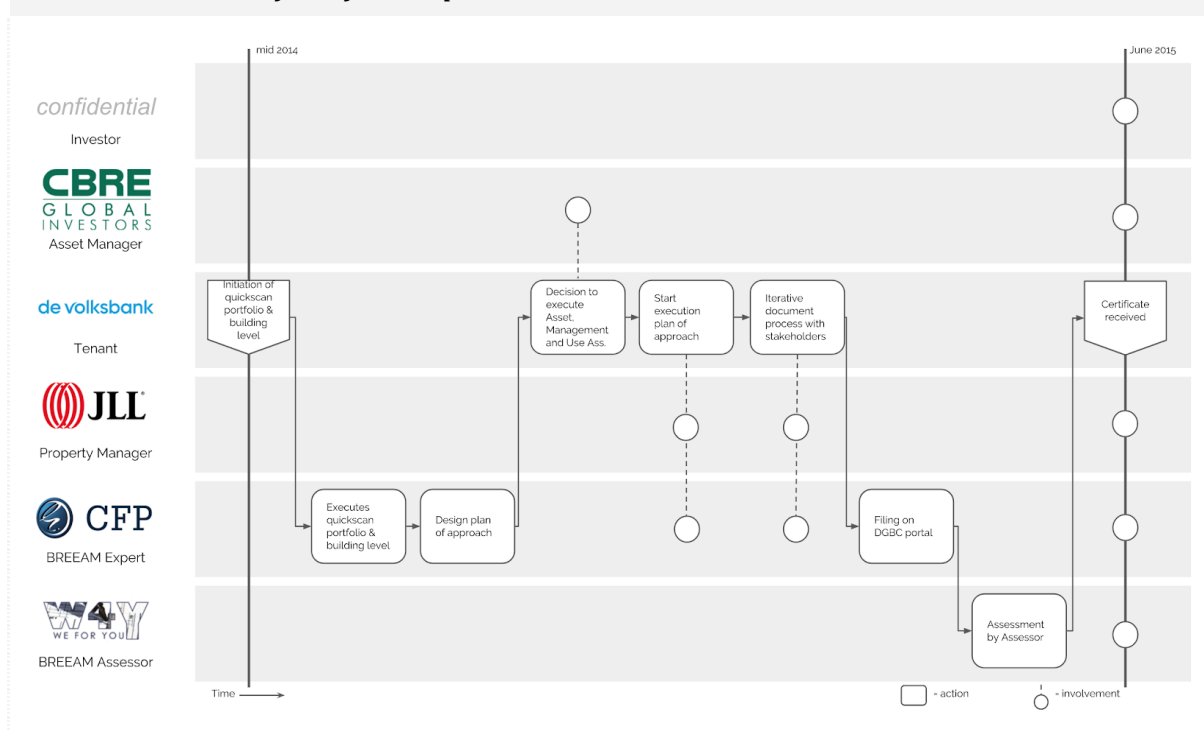 mid 2014
June 2015
confidential
Investor
CBRE
GLOBAL
INVESTORS
Asset Manager
de volksbank
Tenant
Initiation of
quickscan
portfolio &
building
level
Decision to
execute
Asset,
Management
and Use Ass.
Start
execution
plan of
approach
Iterative
document
process with
stakeholders
Certificate
received
JLL
Property Manager
CFP
BREEAM Expert
Executes
quickscan
portfolio &
building level
Design plan
of approach
Filing on
DGBC portal
W4Y
WE FOR YOU
BREEAM Assessor
Assessment
by Assessor
Time
- action
- involvement